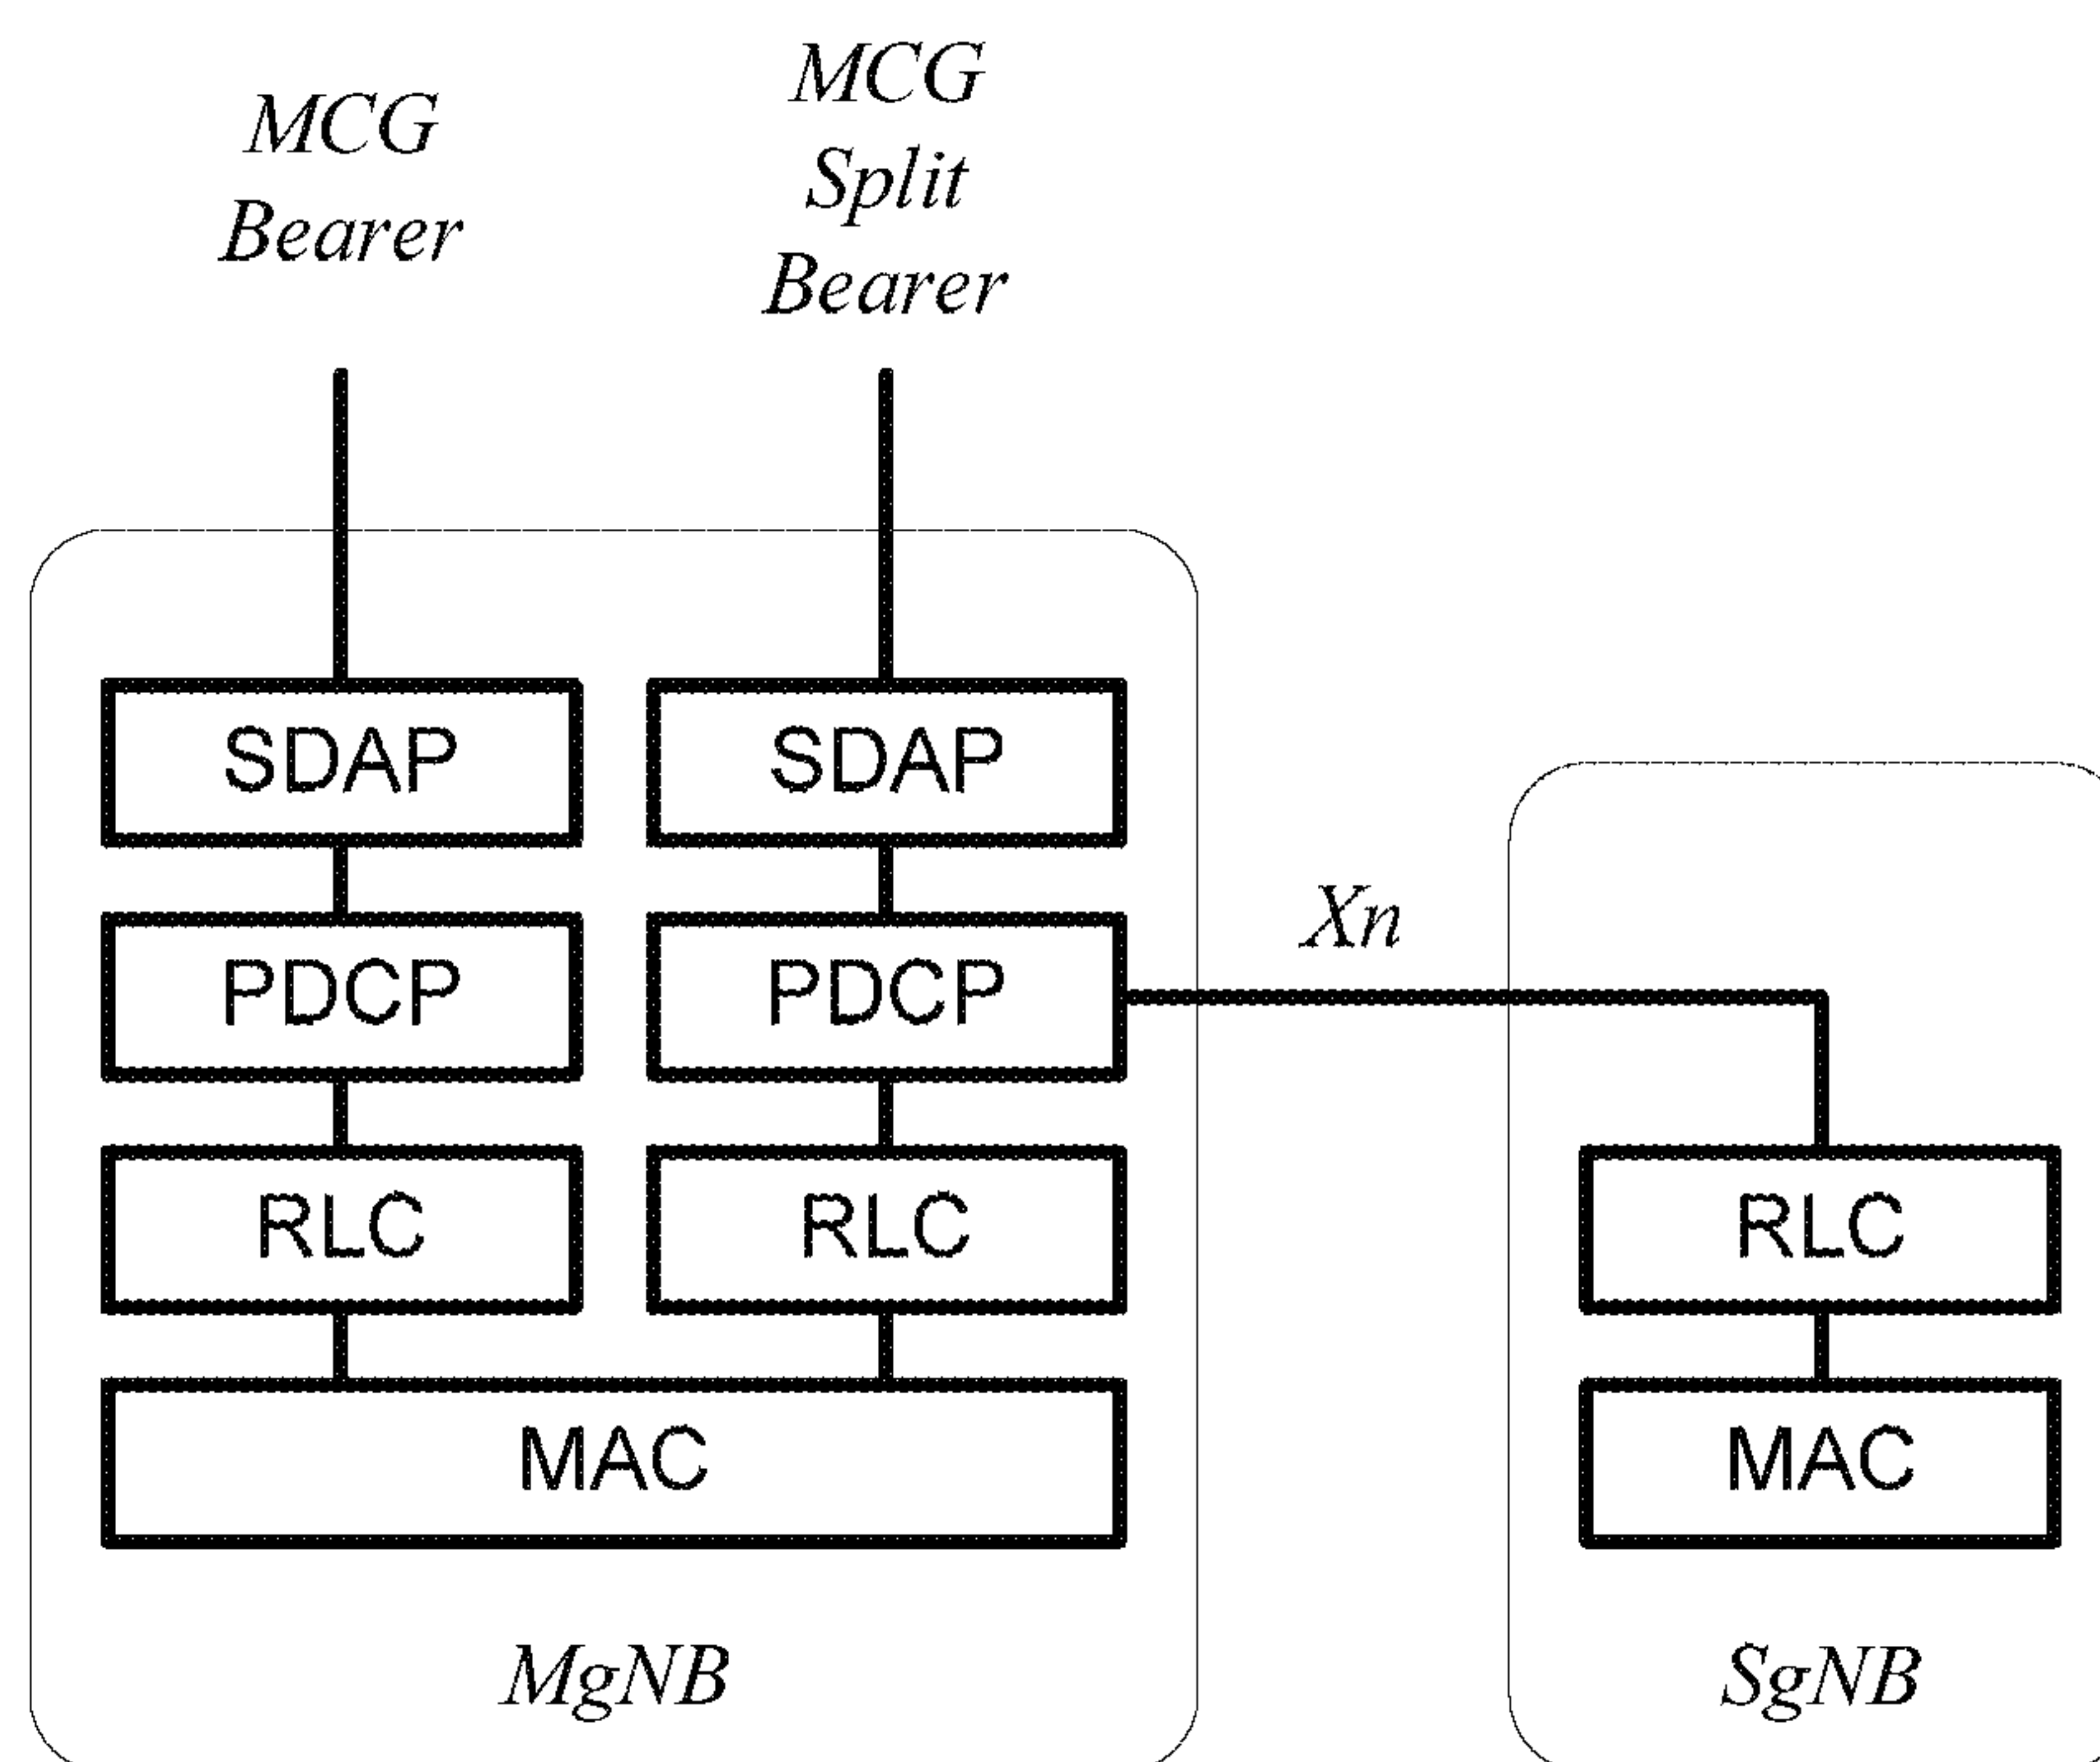 MCG
Bearer
MCG
Split
Bearer
SDAP
SDAP
PDCP
PDCP
Xn
RLC
RLC
RLC
MAC
MAC
MgNB
SgNB